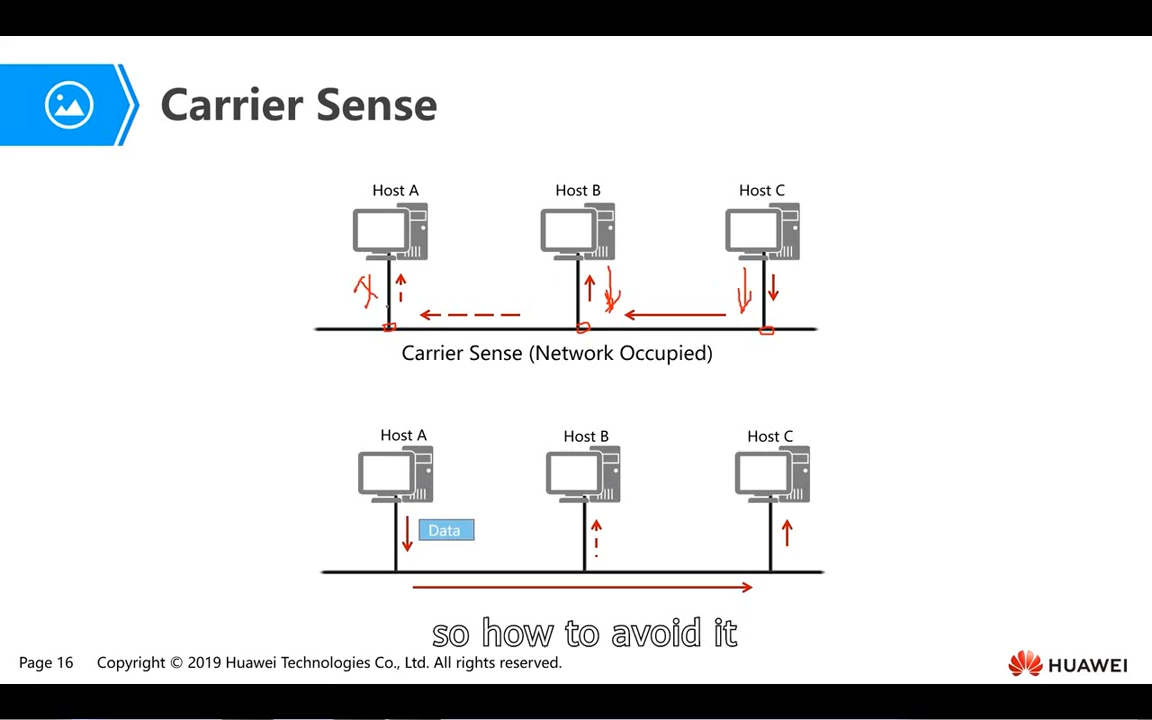 Carrier Sense
Host A Host B Host C
Carrier Sense (Network Occupied)
Host A Host B Host C
Data
so how to avoid it
Page 16 Copyright © 2019 Huawei Technologies Co., Ltd. All rights reserved.
HUAWEI